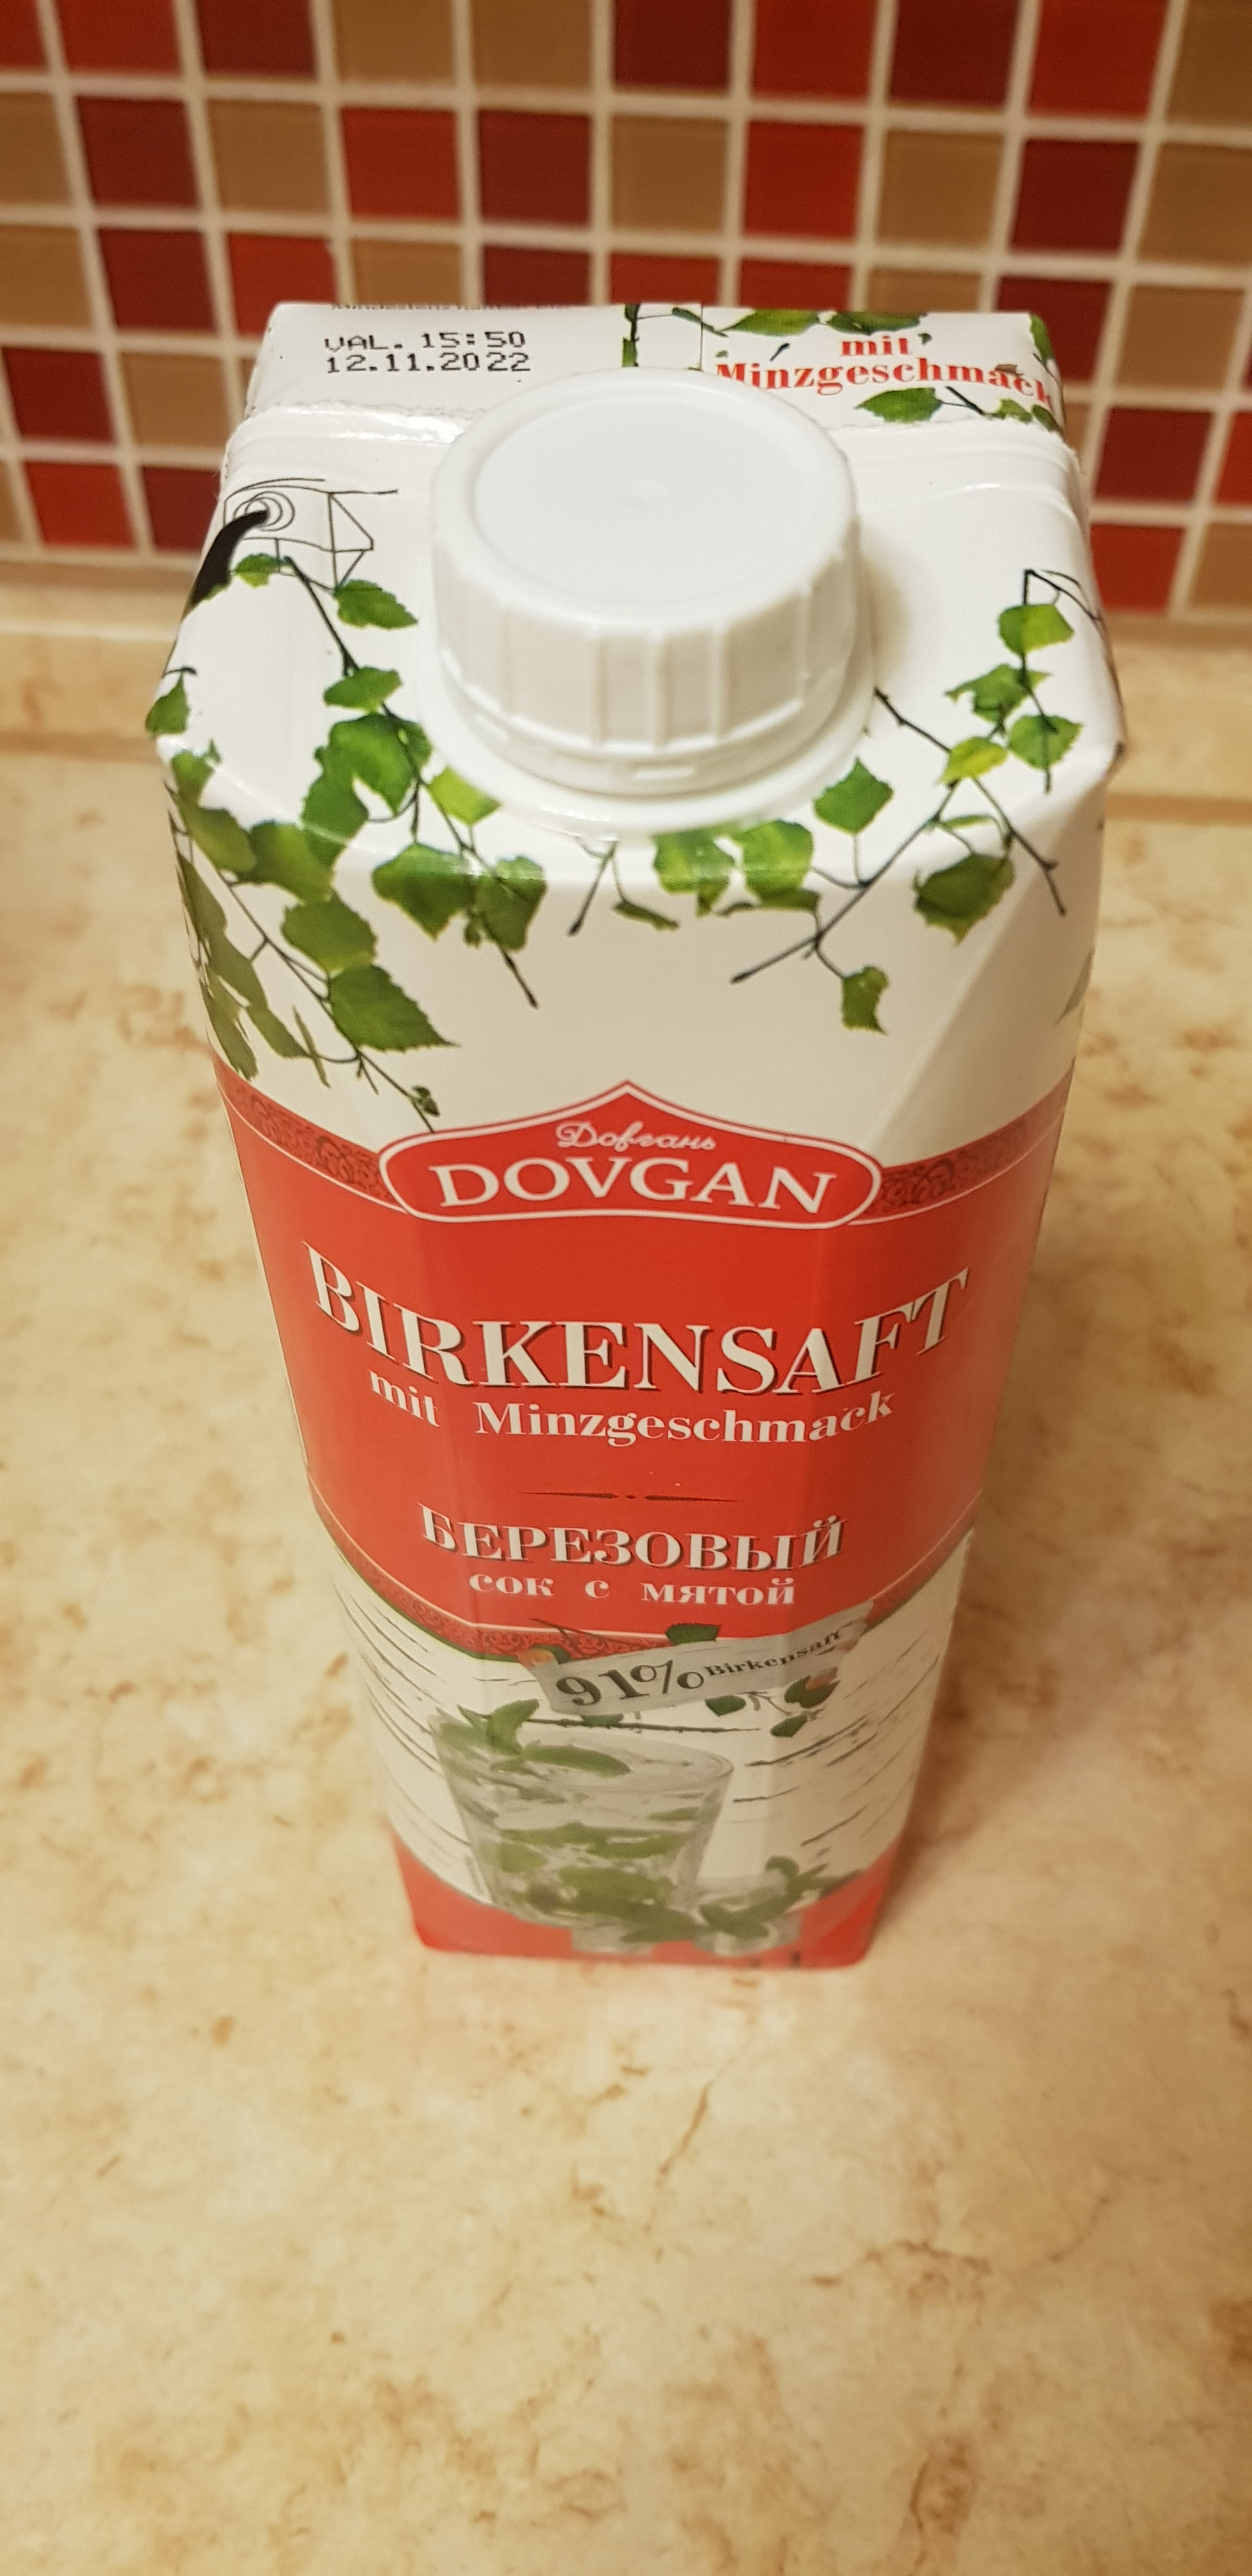 VAL. 15:50
12.11.2022
mit
Minzgeschmack
Довгань
DOVGAN
BIRKENSAFT
mit Minzgeschmack
БЕРЕЗОВЫЙ
сок с мятой
91% Birkensaft